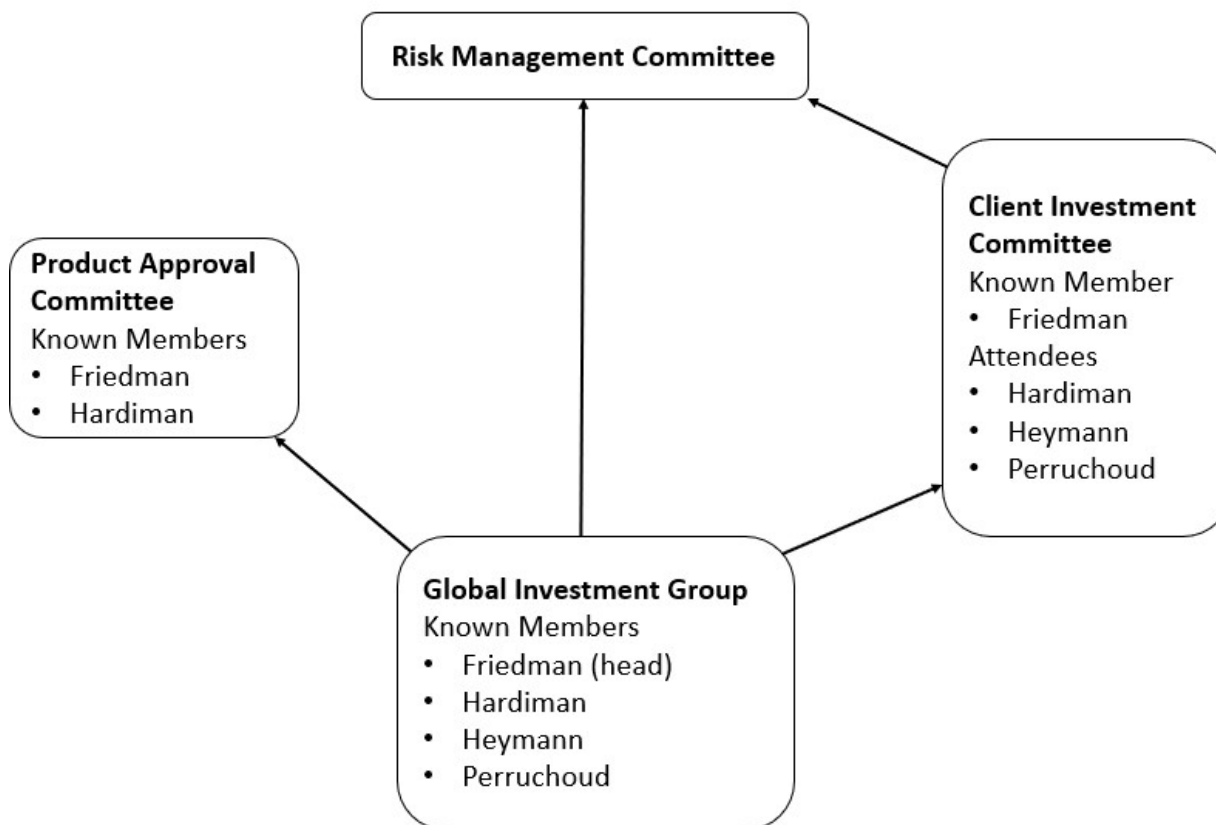 Risk Management Committee
Product Approval
Committee
Known Members
• Friedman
• Hardiman
Client Investment
Committee
Known Member
• Friedman
Attendees
• Hardiman
• Heymann
• Perruchoud
Global Investment Group
Known Members
• Friedman (head)
• Hardiman
• Heymann
• Perruchoud